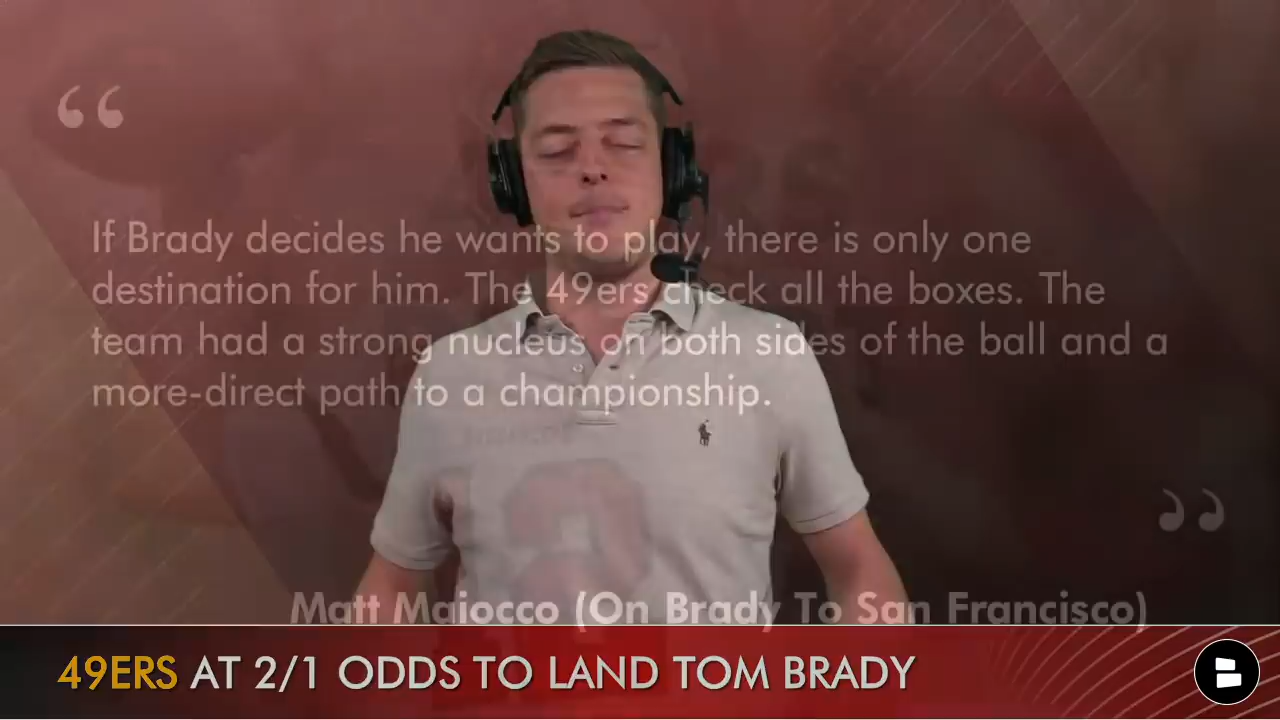 “
If Brady decides he wants to play, there is only one
destination for him. The 49ers check all the boxes. The
team had a strong nucleus on both sides of the ball and a
more-direct path to a championship.
”
Matt Maiocco (On Brady To San Francisco)
49ERS AT 2/1 ODDS TO LAND TOM BRADY